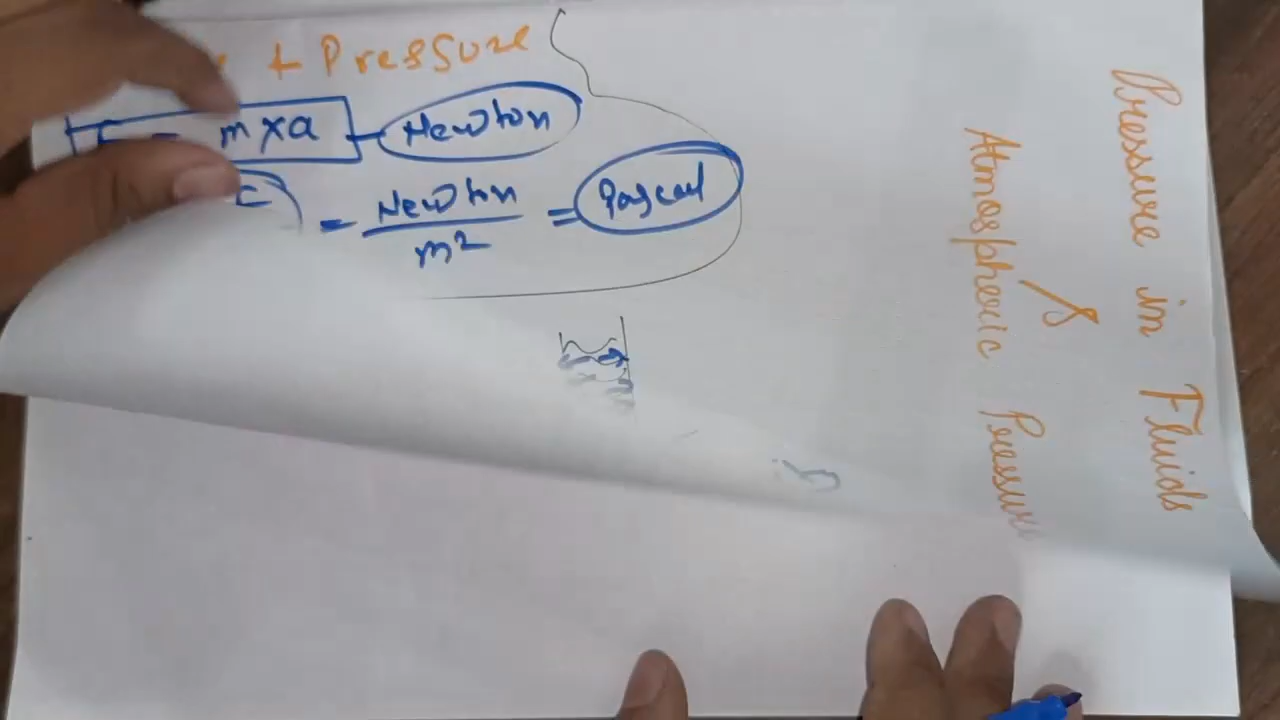 + Pressure
= m×a - Newton
= Newton / m² = Pascal
Pressure in Fluids
&
Atmospheric Pressure